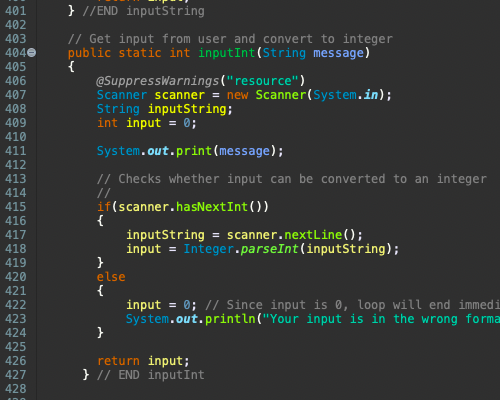 401 } //END inputString
402
403 // Get input from user and convert to integer
404 public static int inputInt(String message)
405 {
406 @SuppressWarnings("resource")
407 Scanner scanner = new Scanner(System.in);
408 String inputString;
409 int input = 0;
410
411 System.out.print(message);
412
413 // Checks whether input can be converted to an integer
414 //
415 if(scanner.hasNextInt())
416 {
417 inputString = scanner.nextLine();
418 input = Integer.parseInt(inputString);
419 }
420 else
421 {
422 input = 0; // Since input is 0, loop will end immedi
423 System.out.println("Your input is in the wrong forma
424 }
425
426 return input;
427 } // END inputInt
428